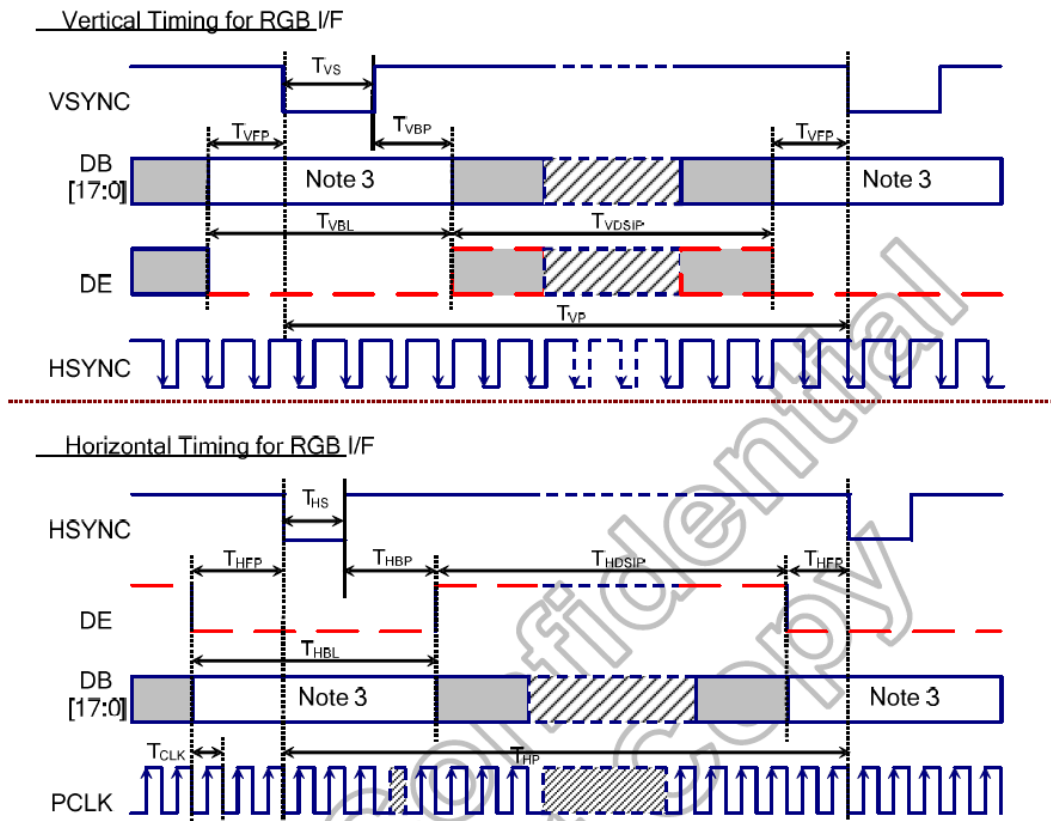 Vertical Timing for RGB I/F
TVS
VSYNC
TVFP
TVBP
TVFP
DB
[17:0]
Note 3
Note 3
TVBL
TVDSIP
DE
TVP
HSYNC
Horizontal Timing for RGB I/F
THS
HSYNC
THFP
THBP
THDSIP
THFP
DE
THBL
DB
[17:0]
Note 3
Note 3
TCLK
THP
PCLK
Confidential
Copy